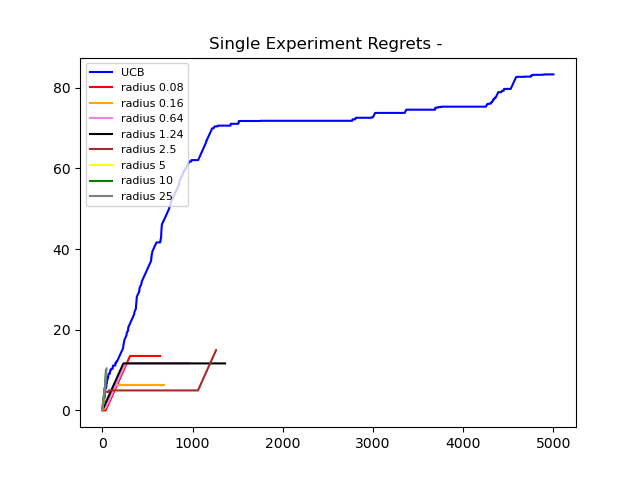 Single Experiment Regrets -
80
60
40
20
0
UCB
radius 0.08
radius 0.16
radius 0.64
radius 1.24
radius 2.5
radius 5
radius 10
radius 25
0 1000 2000 3000 4000 5000